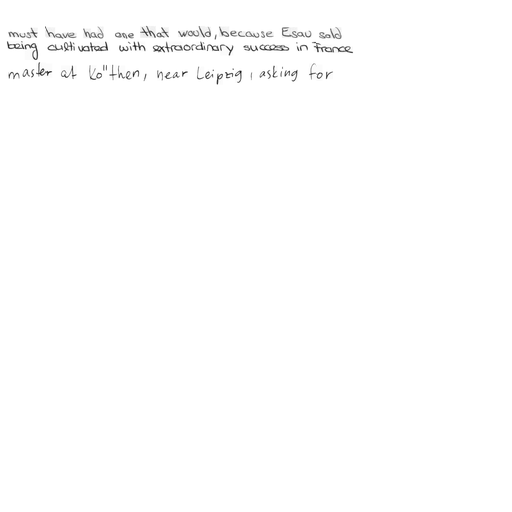 must have had one that would, because Esau sold
being cultivated with extraordinary success in France
master at Ko"then, near Leipzig, asking for